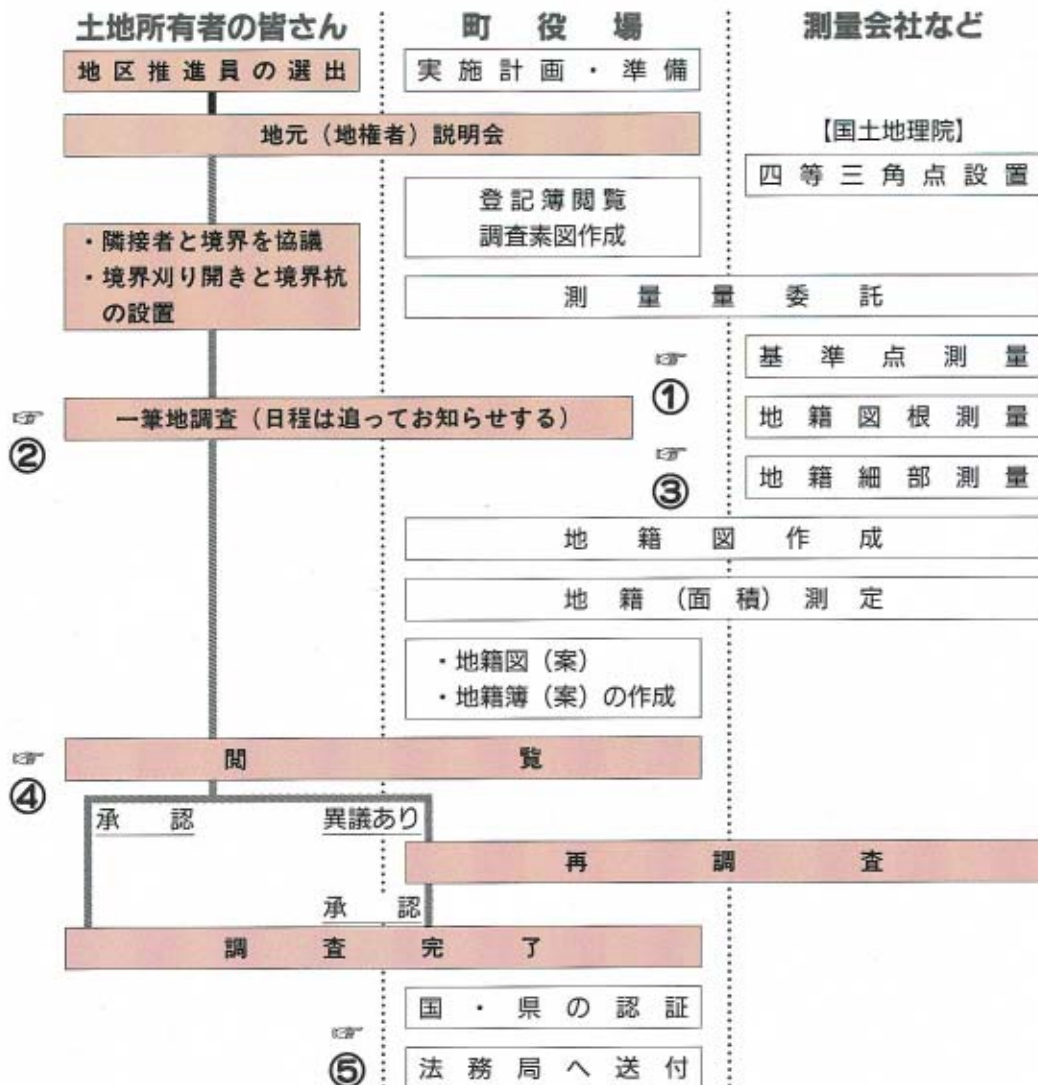 土地所有者の皆さん
町役場
測量会社など
地区推進員の選出
実施計画・準備
地元（地権者）説明会
【国土地理院】
四等三角点設置
登記簿閲覧
調査素図作成
・隣接者と境界を協議
・境界刈り開きと境界杭
の設置
測量量委託
☞
①
基準点測量
☞
②
一筆地調査（日程は追ってお知らせする）
地籍図根測量
☞
③
地籍細部測量
地籍図作成
地籍（面積）測定
・地籍図（案）
・地籍簿（案）の作成
☞
④
閲覧
承認
異議あり
再調査
承認
調査完了
国・県の認証
☞
⑤
法務局へ送付